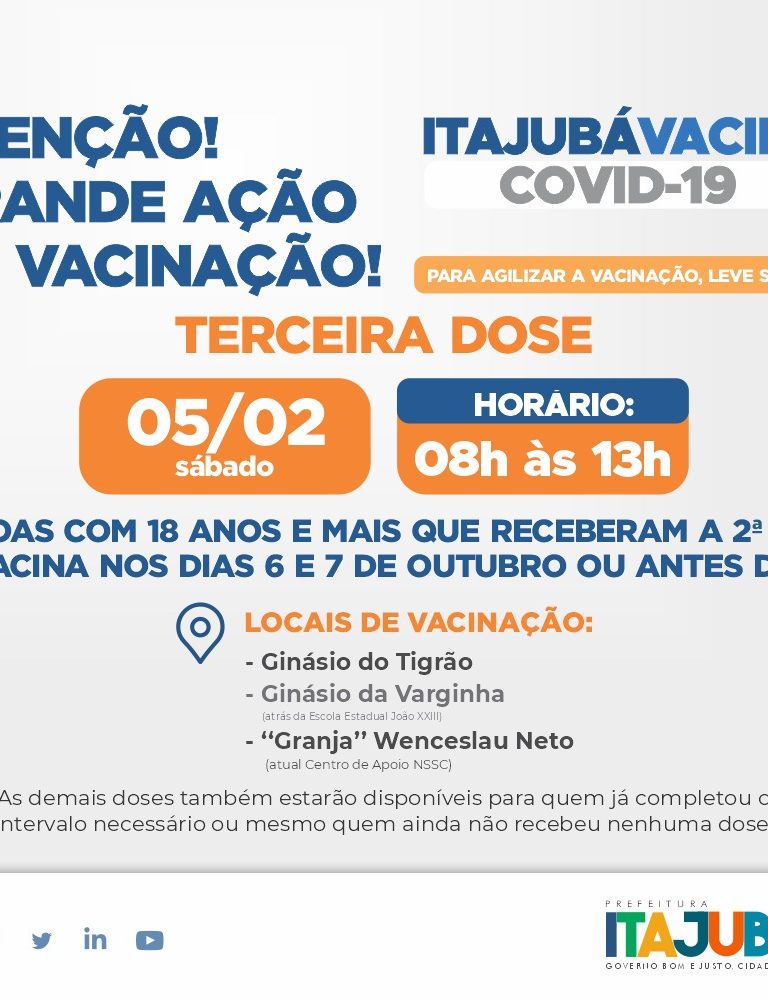 ENÇÃO!
ANDE AÇÃO
VACINAÇÃO!
ITAJUBÁVACI
COVID-19
PARA AGILIZAR A VACINAÇÃO, LEVE S
TERCEIRA DOSE
05/02
sábado
HORÁRIO:
08h às 13h
OAS COM 18 ANOS E MAIS QUE RECEBERAM A 2ª
ACINA NOS DIAS 6 E 7 DE OUTUBRO OU ANTES D
LOCAIS DE VACINAÇÃO:
- Ginásio do Tigrão
- Ginásio da Varginha
(atrás da Escola Estadual João XXIII)
- “Granja” Wenceslau Neto
(atual Centro de Apoio NSSC)
As demais doses também estarão disponíveis para quem já completou o
ntervalo necessário ou mesmo quem ainda não recebeu nenhuma dose
in
PREFEITURA
ITAJUB
GOVERNO BOM E JUSTO, CIDAD